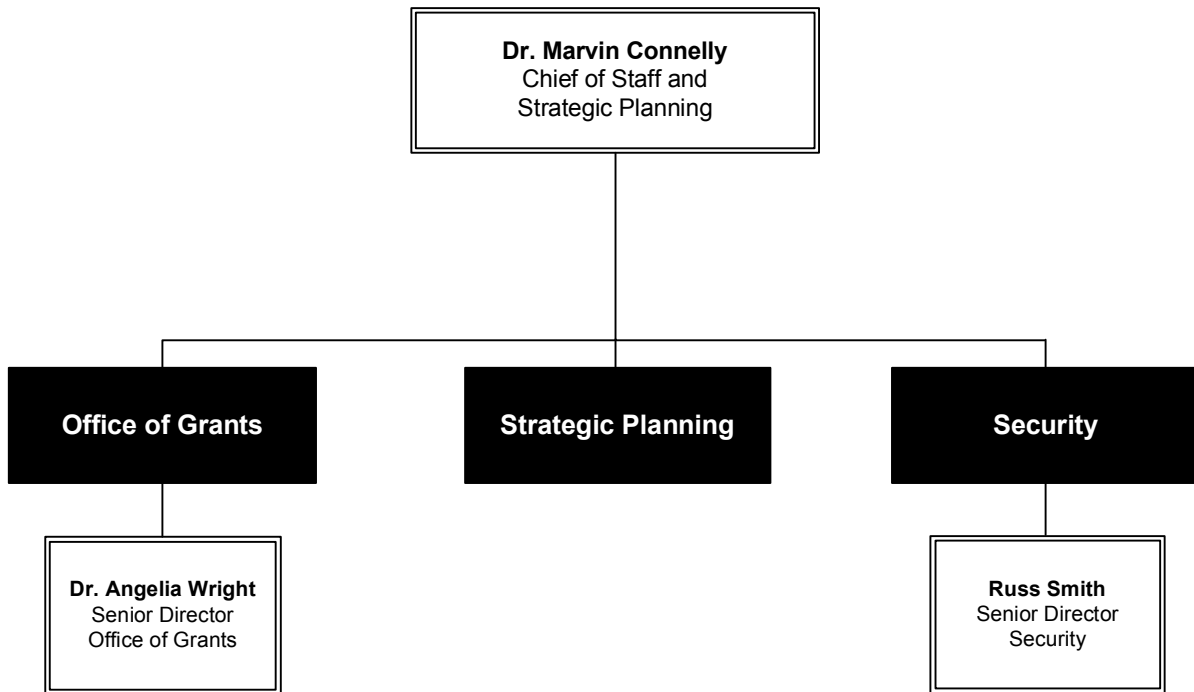 Dr. Marvin Connelly
Chief of Staff and
Strategic Planning
Office of Grants
Strategic Planning
Security
Dr. Angelia Wright
Senior Director
Office of Grants
Russ Smith
Senior Director
Security